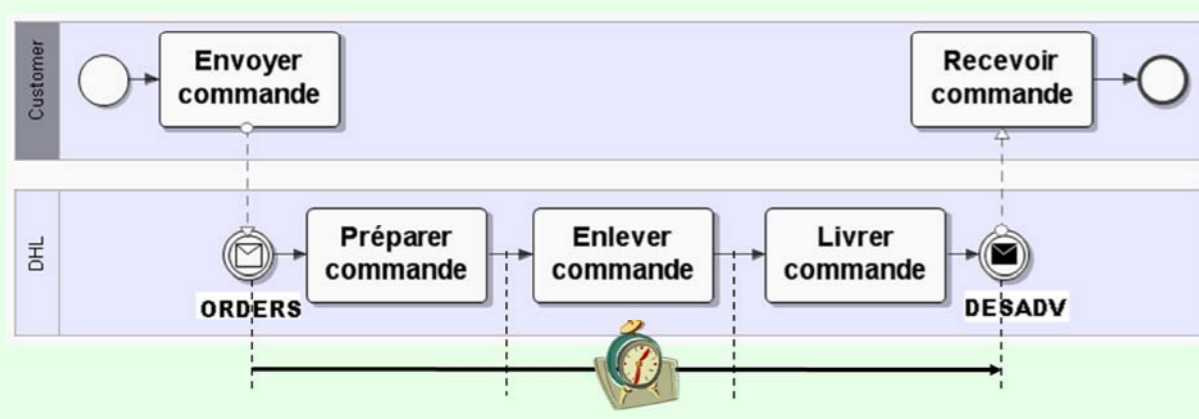 Customer
Envoyer
commande
Recevoir
commande
DHL
Préparer
commande
Enlever
commande
Livrer
commande
ORDERS
DESADV